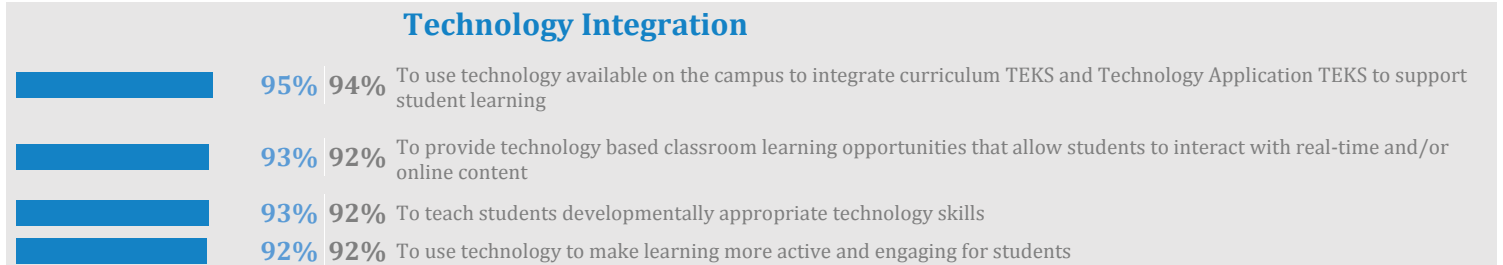 Technology Integration
95% 94% To use technology available on the campus to integrate curriculum TEKS and Technology Application TEKS to support
student learning
93% 92% To provide technology based classroom learning opportunities that allow students to interact with real-time and/or
online content
93% 92% To teach students developmentally appropriate technology skills
92% 92% To use technology to make learning more active and engaging for students